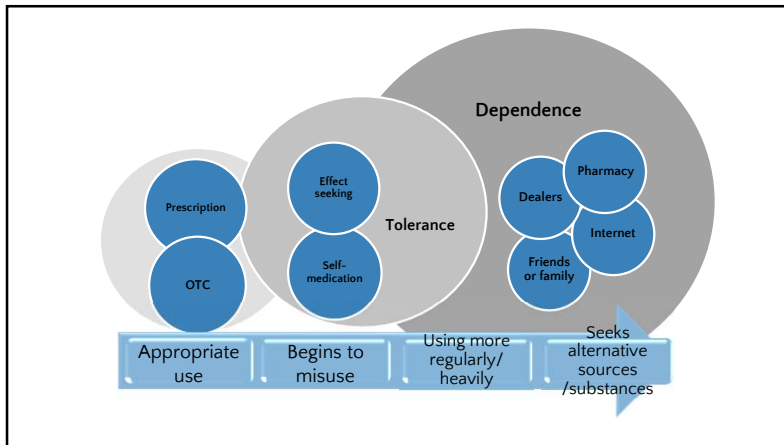 Dependence
Prescription
OTC
Effect
seeking
Self-
medication
Tolerance
Dealers
Pharmacy
Internet
Friends
or family
Appropriate
use
Begins to
misuse
Using more
regularly/
heavily
Seeks
alternative
sources
/substances